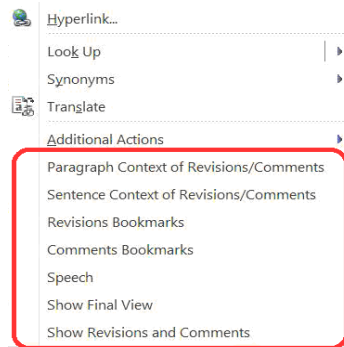 Hyperlink...
Look Up
Synonyms
Translate
Additional Actions
Paragraph Context of Revisions/Comments
Sentence Context of Revisions/Comments
Revisions Bookmarks
Comments Bookmarks
Speech
Show Final View
Show Revisions and Comments